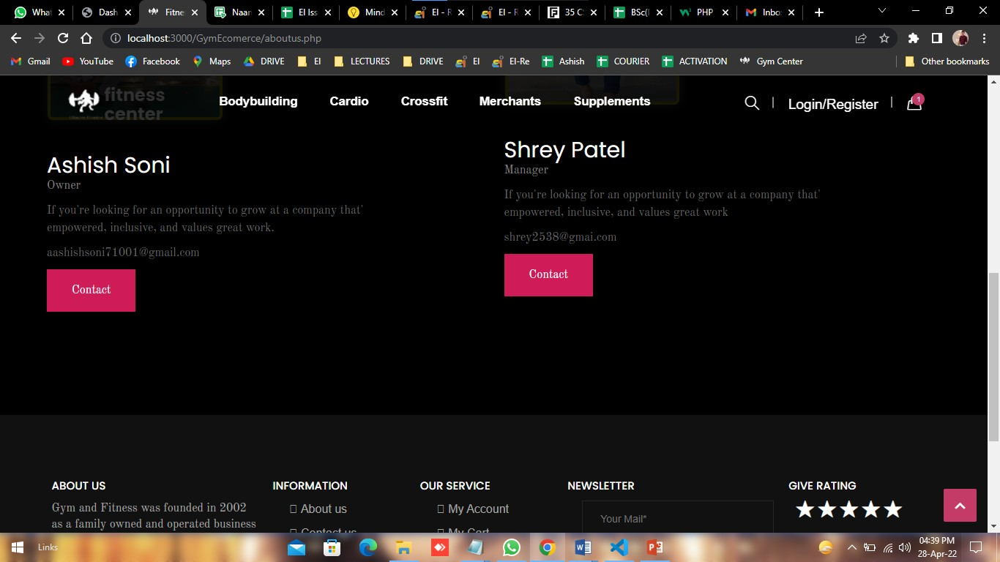 What
Dash
Fitne
Naan
EI Iss
Mind
EI - R
EI - R
35 C
BSc(
PHP
Inbo
localhost:3000/GymEcomerce/aboutus.php
Gmail
YouTube
Facebook
Maps
DRIVE
EI
LECTURES
DRIVE
EI
EI-Re
Ashish
COURIER
ACTIVATION
Gym Center
Other bookmarks
fitness
center
Bodybuilding
Cardio
Crossfit
Merchants
Supplements
Login/Register
1
Ashish Soni
Owner
If you're looking for an opportunity to grow at a company that'
empowered, inclusive, and values great work.
aashishsoni71001@gmail.com
Contact
Shrey Patel
Manager
If you're looking for an opportunity to grow at a company that'
empowered, inclusive, and values great work
shrey2538@gmai.com
Contact
ABOUT US
Gym and Fitness was founded in 2002
as a family owned and operated business
INFORMATION
About us
Contact us
OUR SERVICE
My Account
My Cart
NEWSLETTER
Your Mail*
GIVE RATING
Links
04:39 PM
28-Apr-22